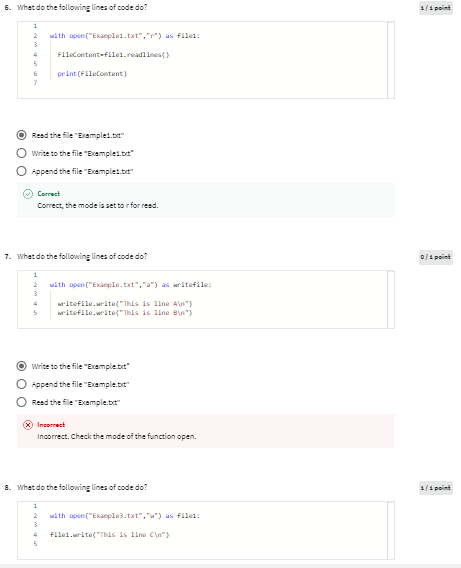 6. What do the following lines of code do?
1 / 1 point
1
2 with open("Example1.txt","r") as file1:
3
4 FileContent=file1.readlines()
5
6 print(FileContent)
7
Read the file "Example1.txt"
Write to the file "Example1.txt"
Append the file "Example1.txt"
Correct
Correct, the mode is set to r for read.
7. What do the following lines of code do?
0 / 1 point
1
2 with open("Example.txt","a") as writefile:
3
4 writefile.write("This is line A\n")
5 writefile.write("This is line B\n")
Write to the file "Example.txt"
Append the file "Example.txt"
Read the file "Example.txt"
Incorrect
Incorrect. Check the mode of the function open.
8. What do the following lines of code do?
1 / 1 point
1
2 with open("Example3.txt","w") as file1:
3
4 file1.write("This is line C\n")
5